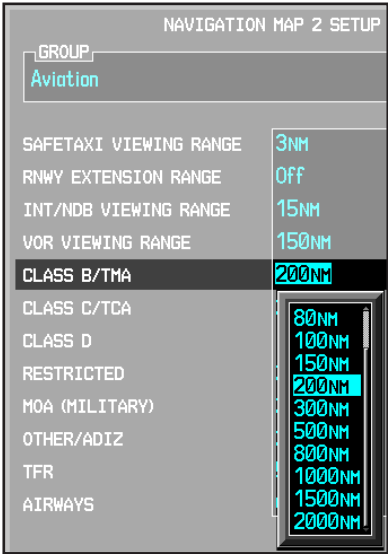 NAVIGATION MAP 2 SETUP
GROUP
Aviation
SAFETAXI VIEWING RANGE 3NM
RNWY EXTENSION RANGE Off
INT/NDB VIEWING RANGE 15NM
VOR VIEWING RANGE 150NM
CLASS B/TMA 200NM
CLASS C/TCA
CLASS D
RESTRICTED
MOA (MILITARY)
OTHER/ADIZ
TFR
AIRWAYS
80NM
100NM
150NM
200NM
300NM
500NM
800NM
1000NM
1500NM
2000NM